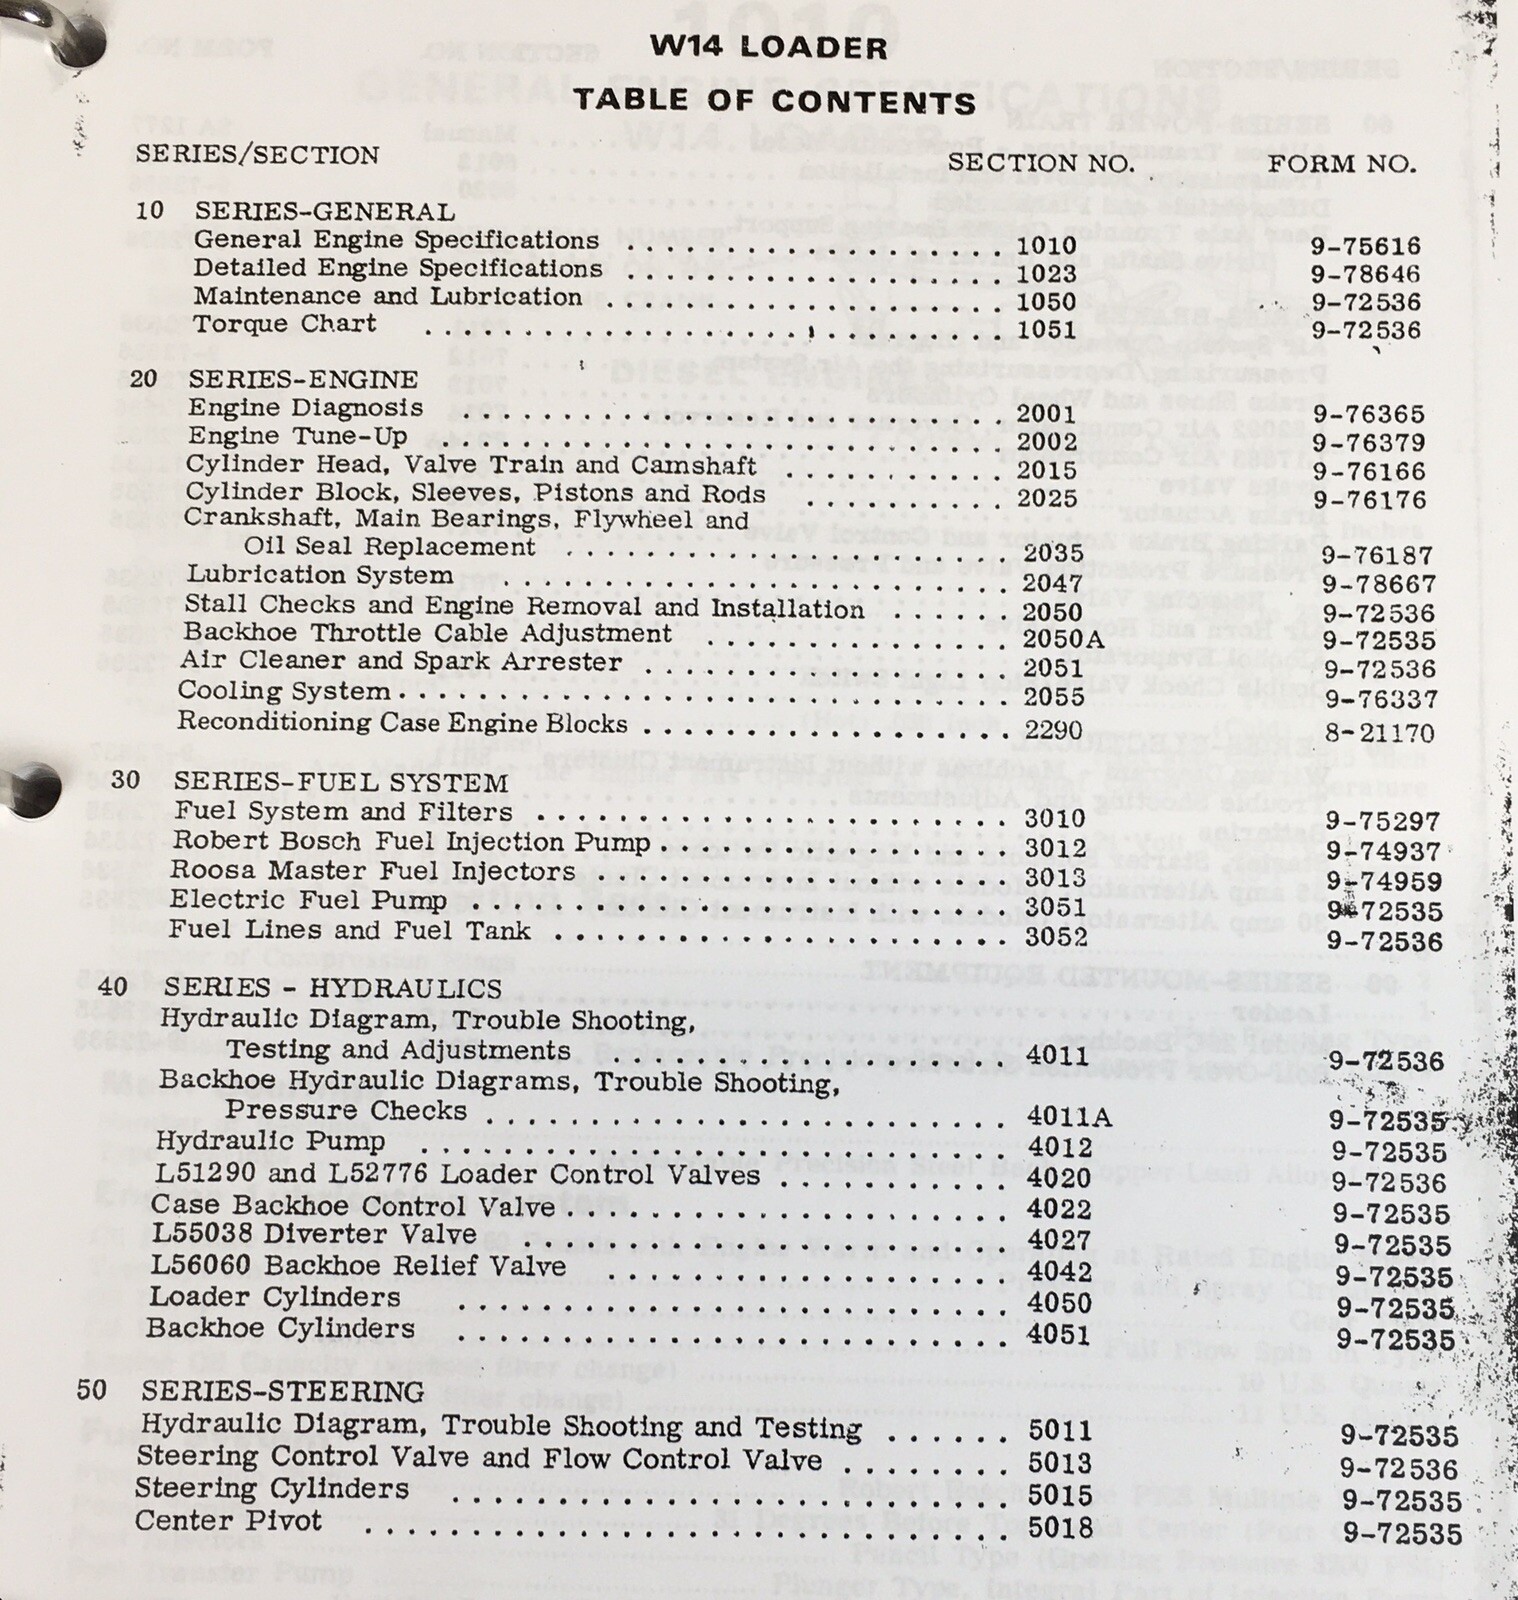 W14 LOADER
TABLE OF CONTENTS
SERIES/SECTION SECTION NO. FORM NO.
10 SERIES-GENERAL
General Engine Specifications . . . . . . . . . . . . . . . 1010 9-75616
Detailed Engine Specifications . . . . . . . . . . . . . . . 1023 9-78646
Maintenance and Lubrication . . . . . . . . . . . . . . . 1050 9-72536
Torque Chart . . . . . . . . . . . . . . . . . . . . . 1051 9-72536
20 SERIES-ENGINE
Engine Diagnosis . . . . . . . . . . . . . . . . . . . . 2001 9-76365
Engine Tune-Up . . . . . . . . . . . . . . . . . . . . . 2002 9-76379
Cylinder Head, Valve Train and Camshaft . . . . . . . . 2015 9-76166
Cylinder Block, Sleeves, Pistons and Rods . . . . . . . . 2025 9-76176
Crankshaft, Main Bearings, Flywheel and
Oil Seal Replacement . . . . . . . . . . . . . . . . . 2035 9-76187
Lubrication System . . . . . . . . . . . . . . . . . . . 2047 9-78667
Stall Checks and Engine Removal and Installation . . . . . . 2050 9-72536
Backhoe Throttle Cable Adjustment . . . . . . . . . . . . 2050A 9-72535
Air Cleaner and Spark Arrester . . . . . . . . . . . . . . 2051 9-72536
Cooling System . . . . . . . . . . . . . . . . . . . . . . . 2055 9-76337
Reconditioning Case Engine Blocks . . . . . . . . . . . . . . 2290 8-21170
30 SERIES-FUEL SYSTEM
Fuel System and Filters . . . . . . . . . . . . . . . . . . 3010 9-75297
Robert Bosch Fuel Injection Pump . . . . . . . . . . . . . 3012 9-74937
Roosa Master Fuel Injectors . . . . . . . . . . . . . . . 3013 9-74959
Electric Fuel Pump . . . . . . . . . . . . . . . . . . . . 3051 9-72535
Fuel Lines and Fuel Tank . . . . . . . . . . . . . . . . . 3052 9-72536
40 SERIES - HYDRAULICS
Hydraulic Diagram, Trouble Shooting,
Testing and Adjustments . . . . . . . . . . . . . . . 4011 9-72536
Backhoe Hydraulic Diagrams, Trouble Shooting,
Pressure Checks . . . . . . . . . . . . . . . . . . . . 4011A 9-72535
Hydraulic Pump . . . . . . . . . . . . . . . . . . . . . . 4012 9-72535
L51290 and L52776 Loader Control Valves . . . . . . . . . 4020 9-72536
Case Backhoe Control Valve . . . . . . . . . . . . . . . . . 4022 9-72535
L55038 Diverter Valve . . . . . . . . . . . . . . . . . . 4027 9-72535
L56060 Backhoe Relief Valve . . . . . . . . . . . . . . . 4042 9-72535
Loader Cylinders . . . . . . . . . . . . . . . . . . . . . 4050 9-72535
Backhoe Cylinders . . . . . . . . . . . . . . . . . . . . . 4051 9-72535
50 SERIES-STEERING
Hydraulic Diagram, Trouble Shooting and Testing . . . . . . 5011 9-72535
Steering Control Valve and Flow Control Valve . . . . . . . 5013 9-72536
Steering Cylinders . . . . . . . . . . . . . . . . . . . . . 5015 9-72535
Center Pivot . . . . . . . . . . . . . . . . . . . . . . . . 5018 9-72535